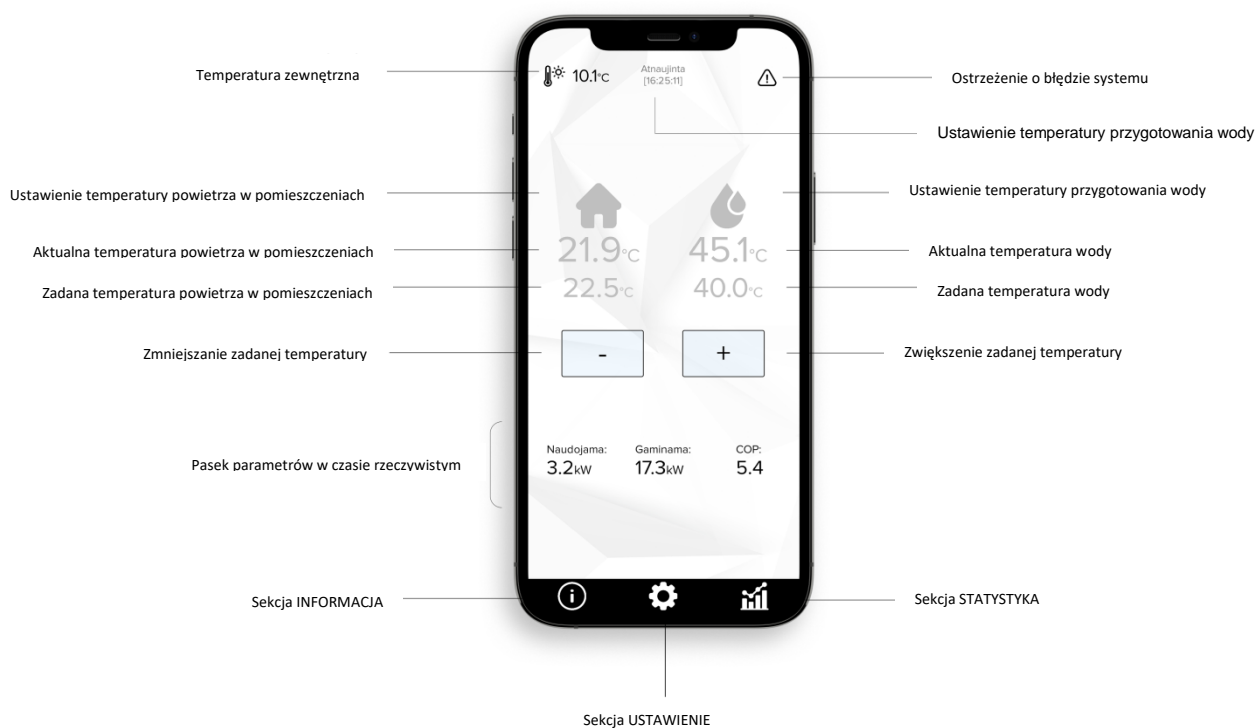 Temperatura zewnętrzna
10.1°C
Atnaujinta
[16:25:11]
Ostrzeżenie o błędzie systemu
Ustawienie temperatury przygotowania wody
Ustawienie temperatury powietrza w pomieszczeniach
Ustawienie temperatury przygotowania wody
Aktualna temperatura powietrza w pomieszczeniach
21.9°C
45.1°C
Aktualna temperatura wody
Zadana temperatura powietrza w pomieszczeniach
22.5°C
40.0°C
Zadana temperatura wody
Zmniejszanie zadanej temperatury
-
+
Zwiększenie zadanej temperatury
Pasek parametrów w czasie rzeczywistym
Naudojama:
3.2kW
Gaminama:
17.3kW
COP:
5.4
Sekcja INFORMACJA
Sekcja STATYSTYKA
Sekcja USTAWIENIE